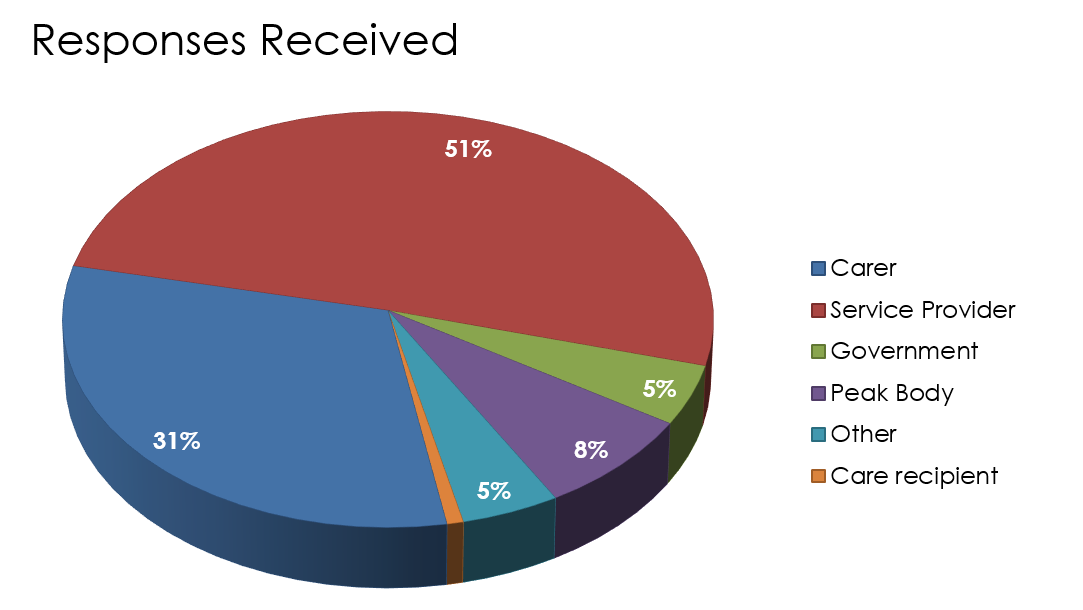 Responses Received
51%
31%
5%
8%
5%
Carer
Service Provider
Government
Peak Body
Other
Care recipient